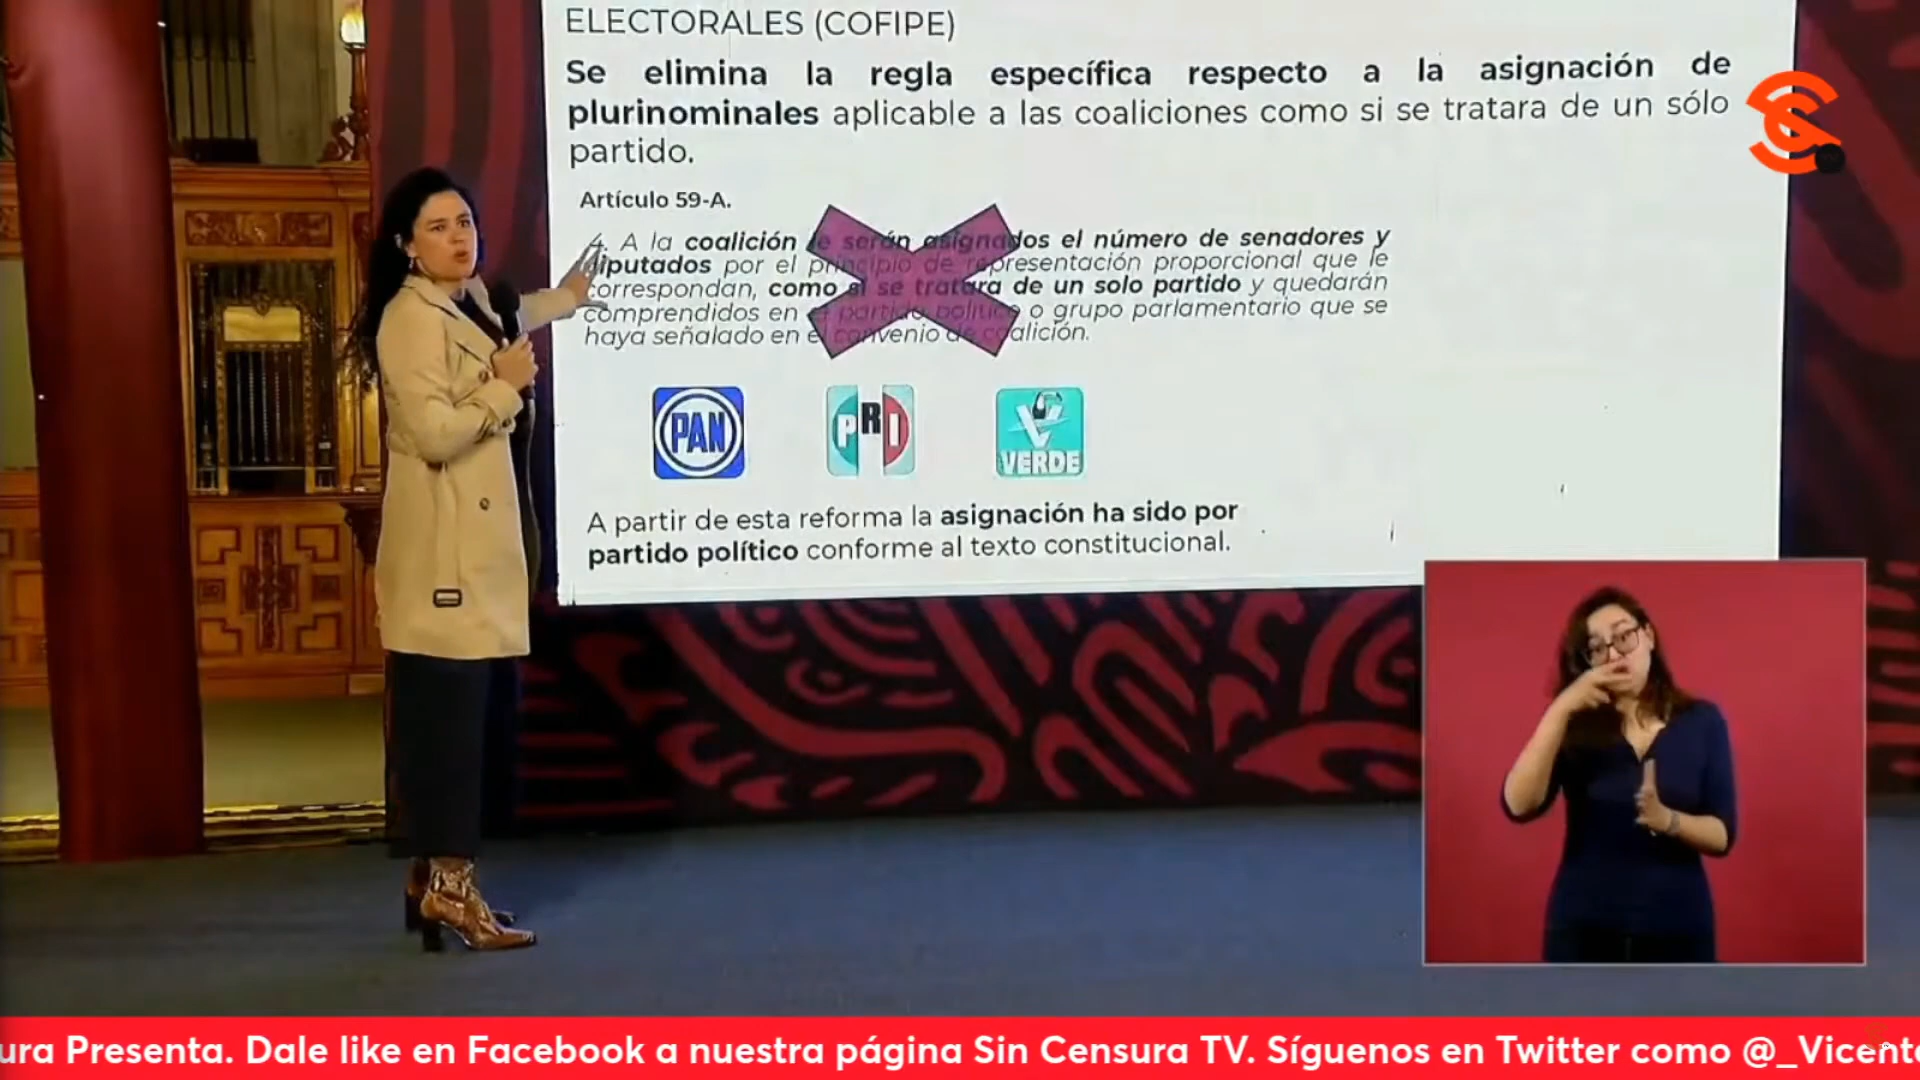 ELECTORALES (COFIPE)
Se elimina la regla específica respecto a la asignación de
plurinominales aplicable a las coaliciones como si se tratara de un sólo
partido.
Artículo 59-A.
4. A la coalición le serán asignados el número de senadores y
diputados por el principio de representación proporcional que le
correspondan, como si se tratara de un solo partido y quedarán
comprendidos en el partido político o grupo parlamentario que se
haya señalado en el convenio de coalición.
PAN
PRI
VERDE
A partir de esta reforma la asignación ha sido por
partido político conforme al texto constitucional.
ura Presenta. Dale like en Facebook a nuestra página Sin Censura TV. Síguenos en Twitter como @_Vicente